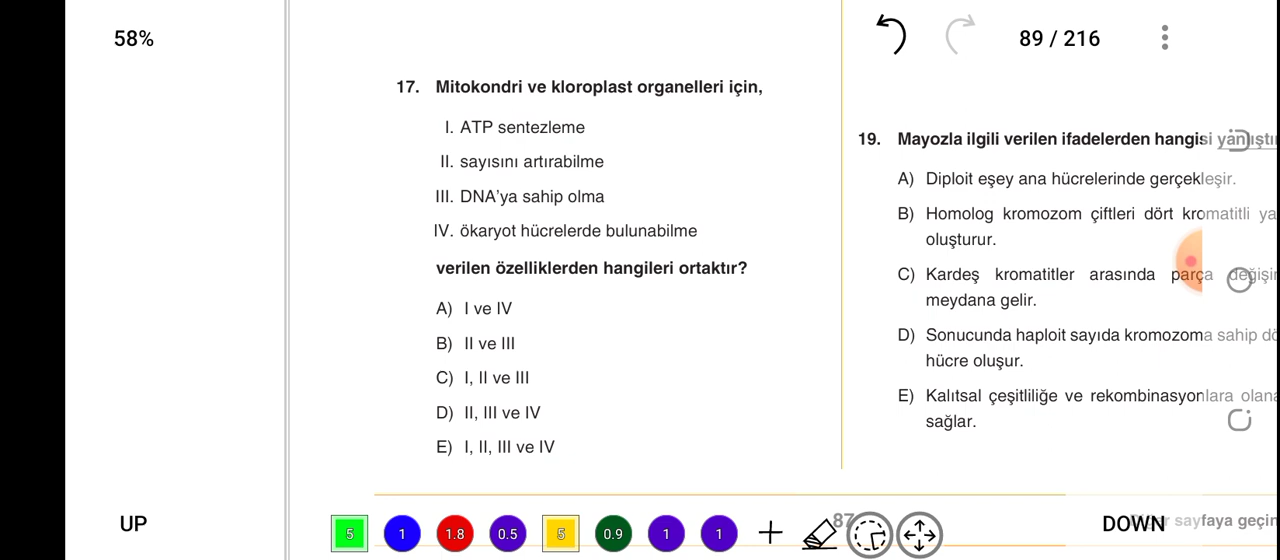 58%
89 / 216
17. Mitokondri ve kloroplast organelleri için,
I. ATP sentezleme
II. sayısını artırabilme
III. DNA'ya sahip olma
IV. ökaryot hücrelerde bulunabilme
verilen özelliklerden hangileri ortaktır?
A) I ve IV
B) II ve III
C) I, II ve III
D) II, III ve IV
E) I, II, III ve IV
19. Mayozla ilgili verilen ifadelerden hangisi
A) Diploit eşey ana hücrelerinde gerçekleşir.
B) Homolog kromozom çiftleri dört kromatitli ya
oluşturur.
C) Kardeş kromatitler arasında parça
meydana gelir.
D) Sonucunda haploit sayıda kromozoma sahip
hücre oluşur.
E) Kalıtsal çeşitliliğe ve rekombinasyonlara
sağlar.
UP
5 1 1.8 0.5 5 0.9 1 1
87
DOWN
sayfaya